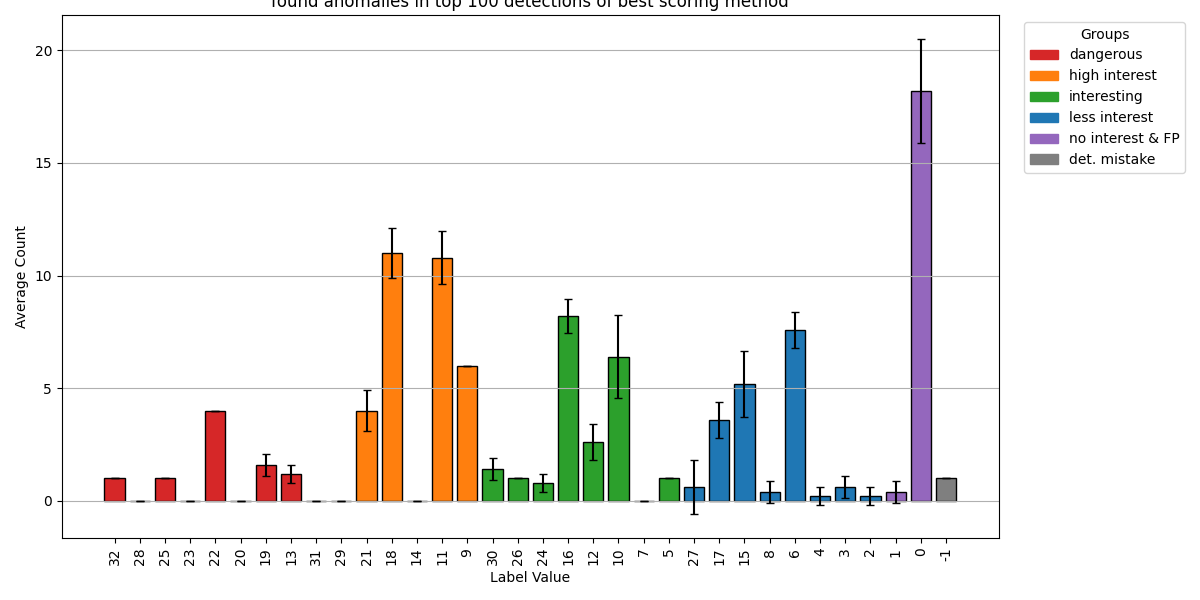 found anomalies in top 100 detections of best scoring method
Groups
dangerous
high interest
interesting
less interest
no interest & FP
det. mistake
20
15
10
5
0
Average Count
32 28 25 23 22 20 19 13 31 29 21 18 14 11 9 30 26 24 16 12 10 7 5 27 17 15 8 6 4 3 2 1 0 -1
Label Value